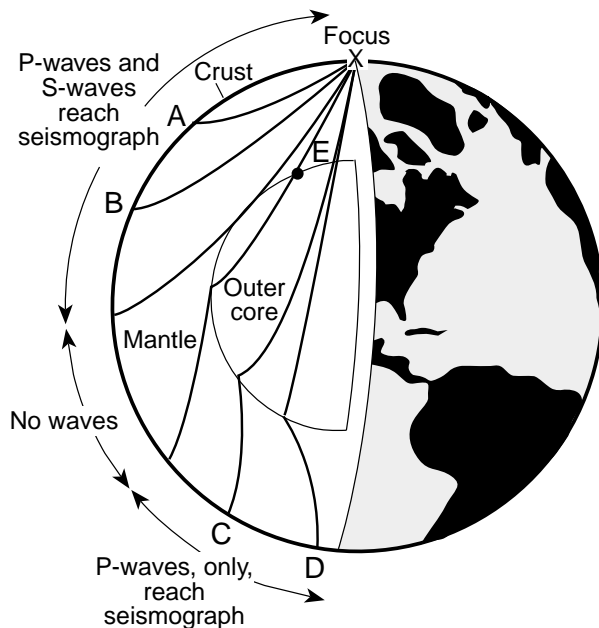 Focus
X
P-waves and
S-waves
reach
seismograph
Crust
A
E
B
Outer
core
Mantle
No waves
C
D
P-waves, only,
reach
seismograph